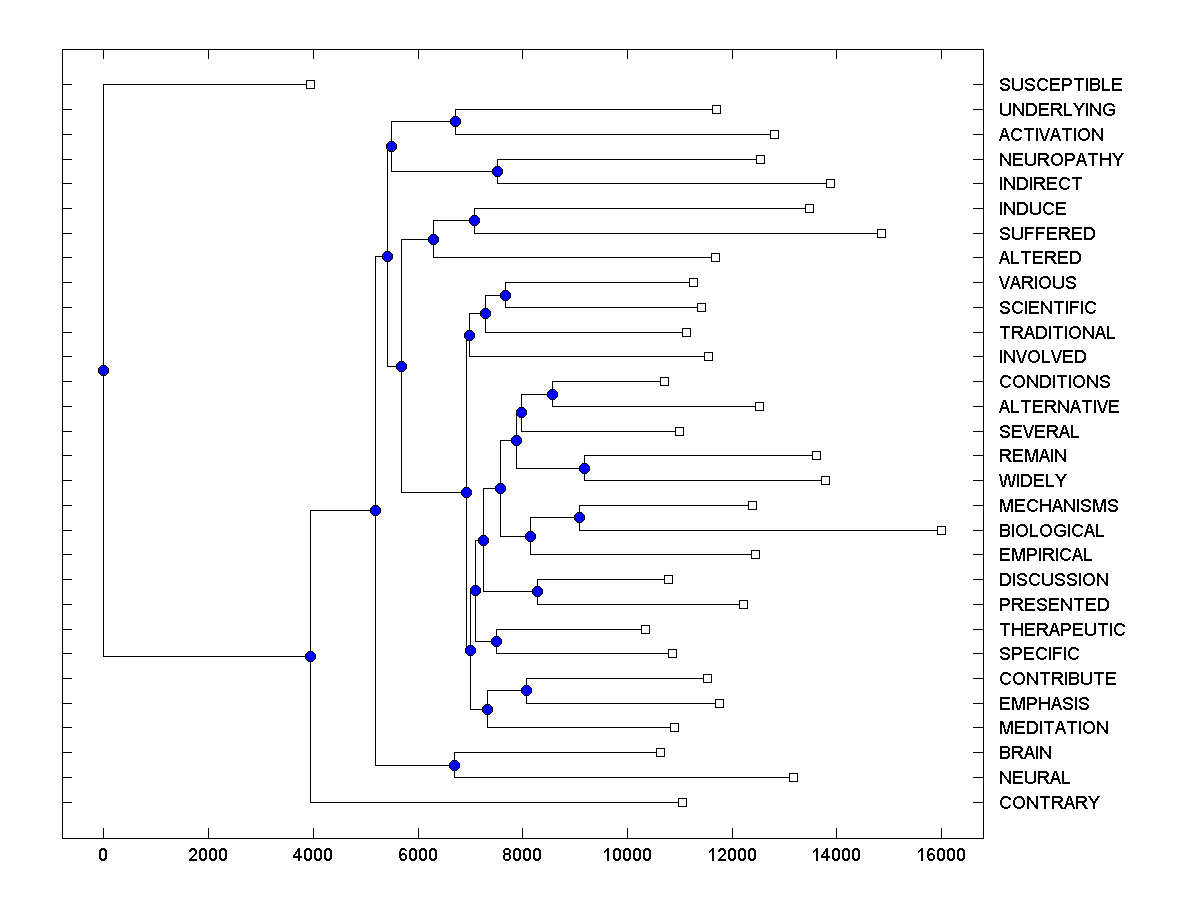 SUSCEPTIBLE
UNDERLYING
ACTIVATION
NEUROPATHY
INDIRECT
INDUCE
SUFFERED
ALTERED
VARIOUS
SCIENTIFIC
TRADITIONAL
INVOLVED
CONDITIONS
ALTERNATIVE
SEVERAL
REMAIN
WIDELY
MECHANISMS
BIOLOGICAL
EMPIRICAL
DISCUSSION
PRESENTED
THERAPEUTIC
SPECIFIC
CONTRIBUTE
EMPHASIS
MEDITATION
BRAIN
NEURAL
CONTRARY
0 2000 4000 6000 8000 10000 12000 14000 16000